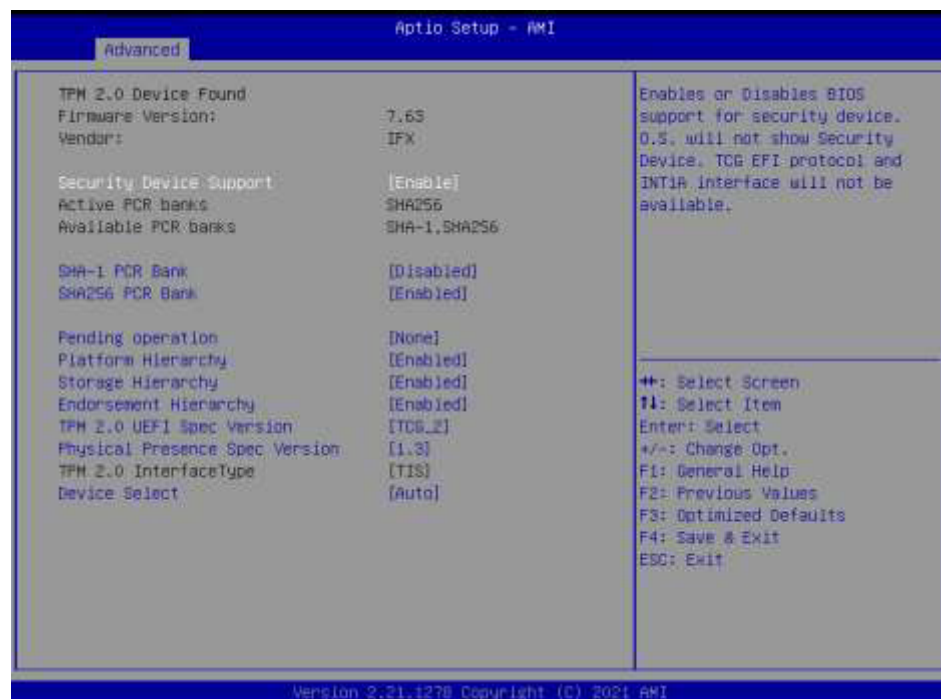 Aptio Setup - AMI
Advanced
TPM 2.0 Device Found
Firmware Version: 7.63
Vendor: IFX
Security Device Support [Enable]
Active PCR banks SHA256
Available PCR banks SHA-1,SHA256
SHA-1 PCR Bank [Disabled]
SHA256 PCR Bank [Enabled]
Pending operation [None]
Platform Hierarchy [Enabled]
Storage Hierarchy [Enabled]
Endorsement Hierarchy [Enabled]
TPM 2.0 UEFI Spec Version [TCG_2]
Physical Presence Spec Version [1.3]
TPM 2.0 InterfaceType [TIS]
Device Select [Auto]
Enables or Disables BIOS
support for security device.
O.S. will not show Security
Device. TCG EFI protocol and
INT1A interface will not be
available.
↔: Select Screen
↑↓: Select Item
Enter: Select
+/-: Change Opt.
F1: General Help
F2: Previous Values
F3: Optimized Defaults
F4: Save & Exit
ESC: Exit
Version 2.21.1278 Copyright (C) 2021 AMI